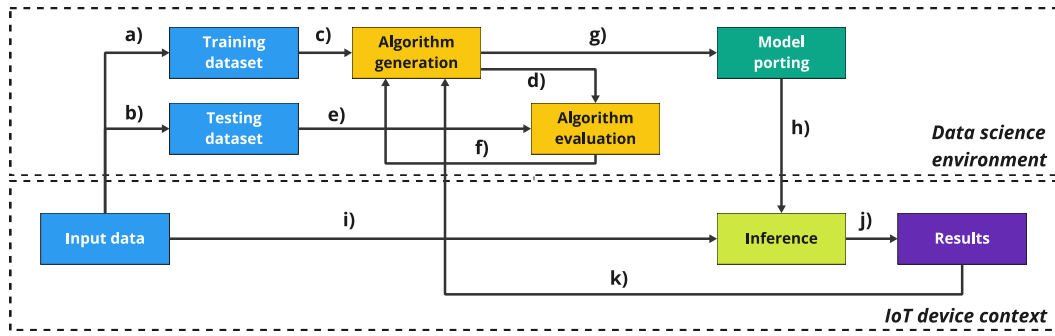 a)
Training
dataset
c)
Algorithm
generation
g)
Model
porting
d)
b)
Testing
dataset
e)
Algorithm
evaluation
f)
h)
Data science
environment
Input data
i)
Inference
j)
Results
k)
IoT device context